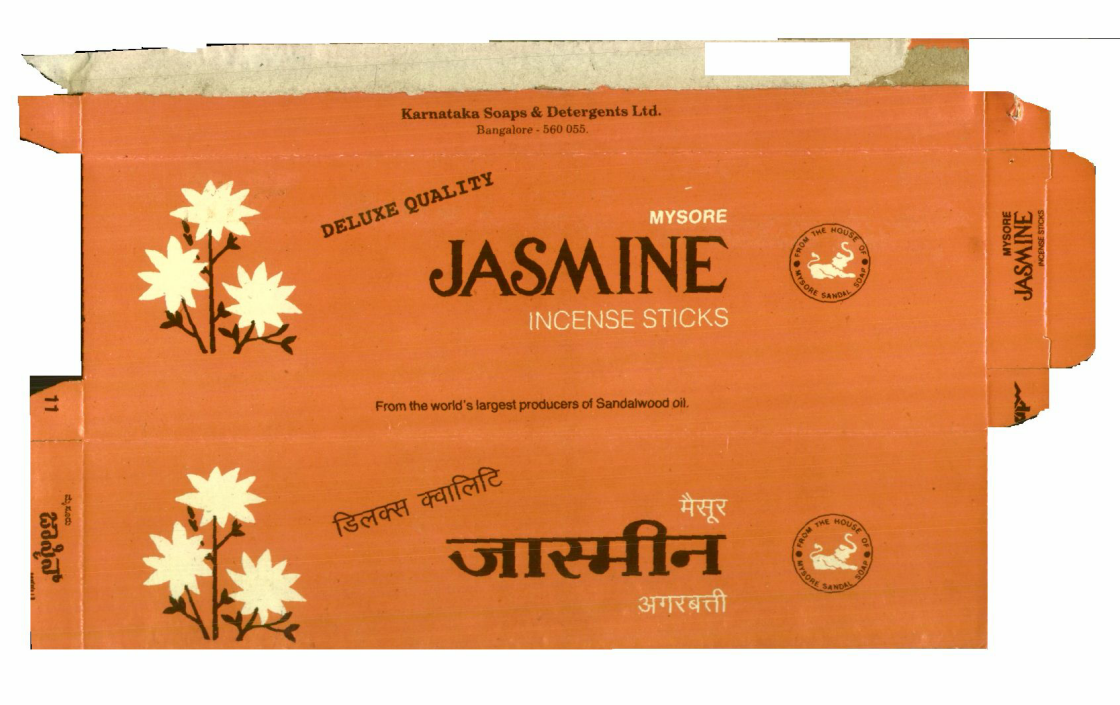 Karnataka Soaps & Detergents Ltd.
Bangalore - 560 055.
DELUXE QUALITY
MYSORE
JASMINE
INCENSE STICKS
FROM THE HOUSE OF
MYSORE SANDAL SOAP
From the world's largest producers of Sandalwood oil.
MYSORE
JASMINE
INCENSE STICKS
11
डिलक्स क्वालिटि
मैसूर
जास्मीन
अगरबत्ती
FROM THE HOUSE OF
MYSORE SANDAL SOAP
ಜಾಸ್ಮಿನ್